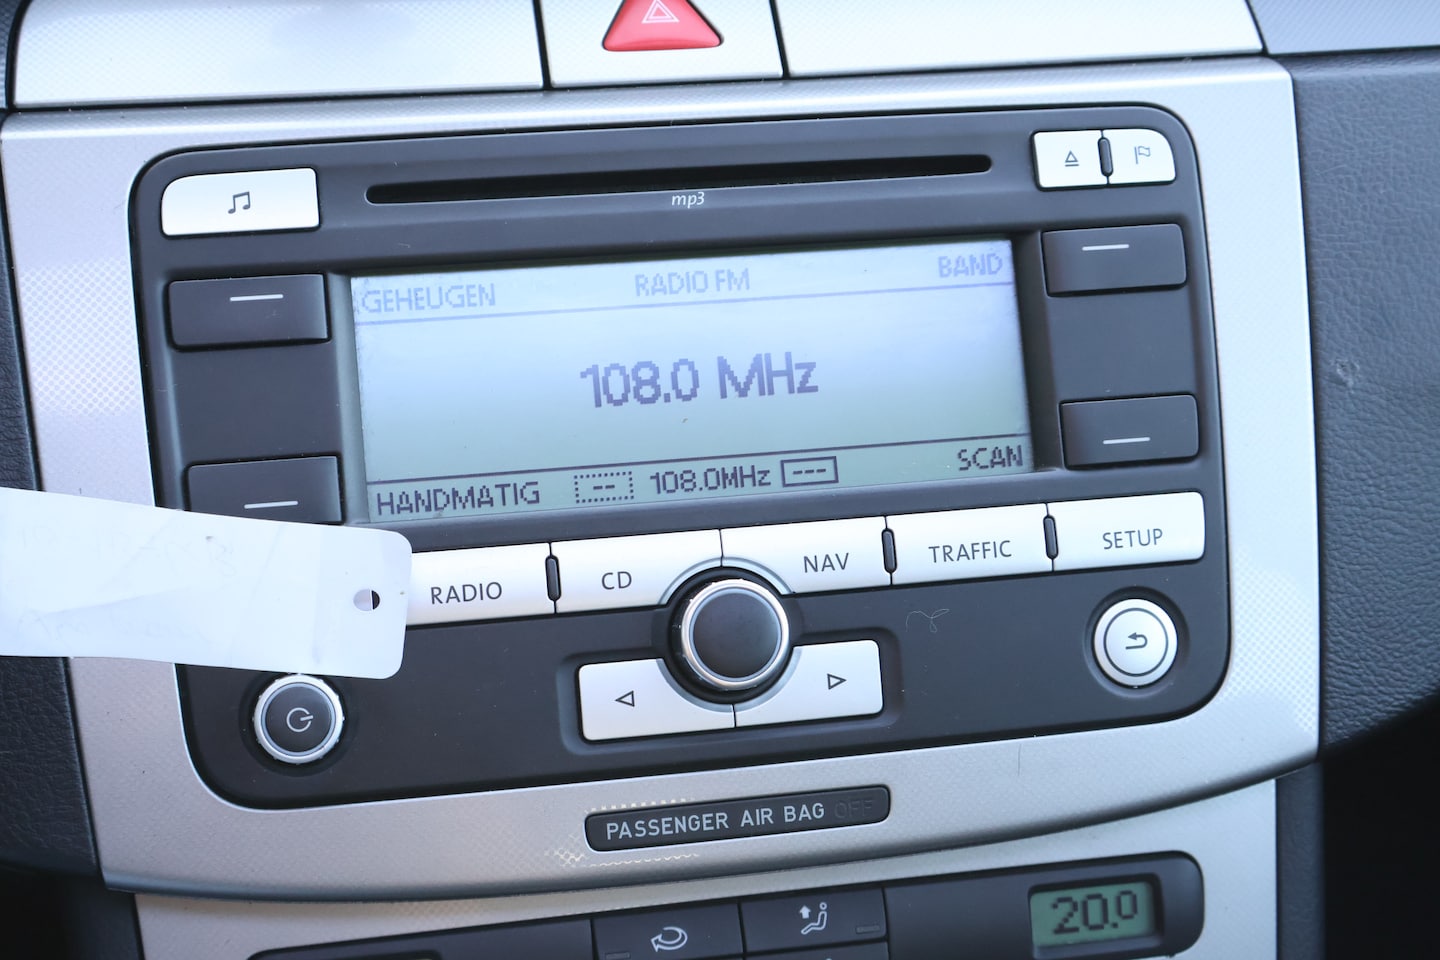 mp3
GEHEUGEN RADIO FM BAND
108.0 MHz
HANDMATIG -- 108.0MHz --- SCAN
RADIO CD NAV TRAFFIC SETUP
PASSENGER AIR BAG OFF
20.0